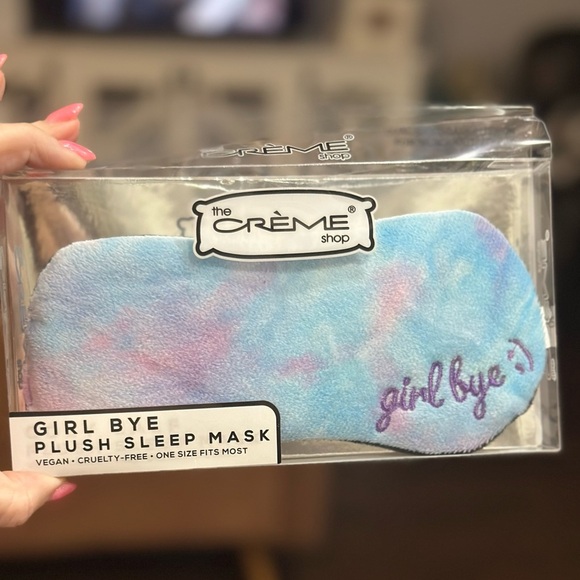 CRÈME®
shop
the
CRÈME®
shop
girl bye ;)
GIRL BYE
PLUSH SLEEP MASK
VEGAN • CRUELTY-FREE • ONE SIZE FITS MOST